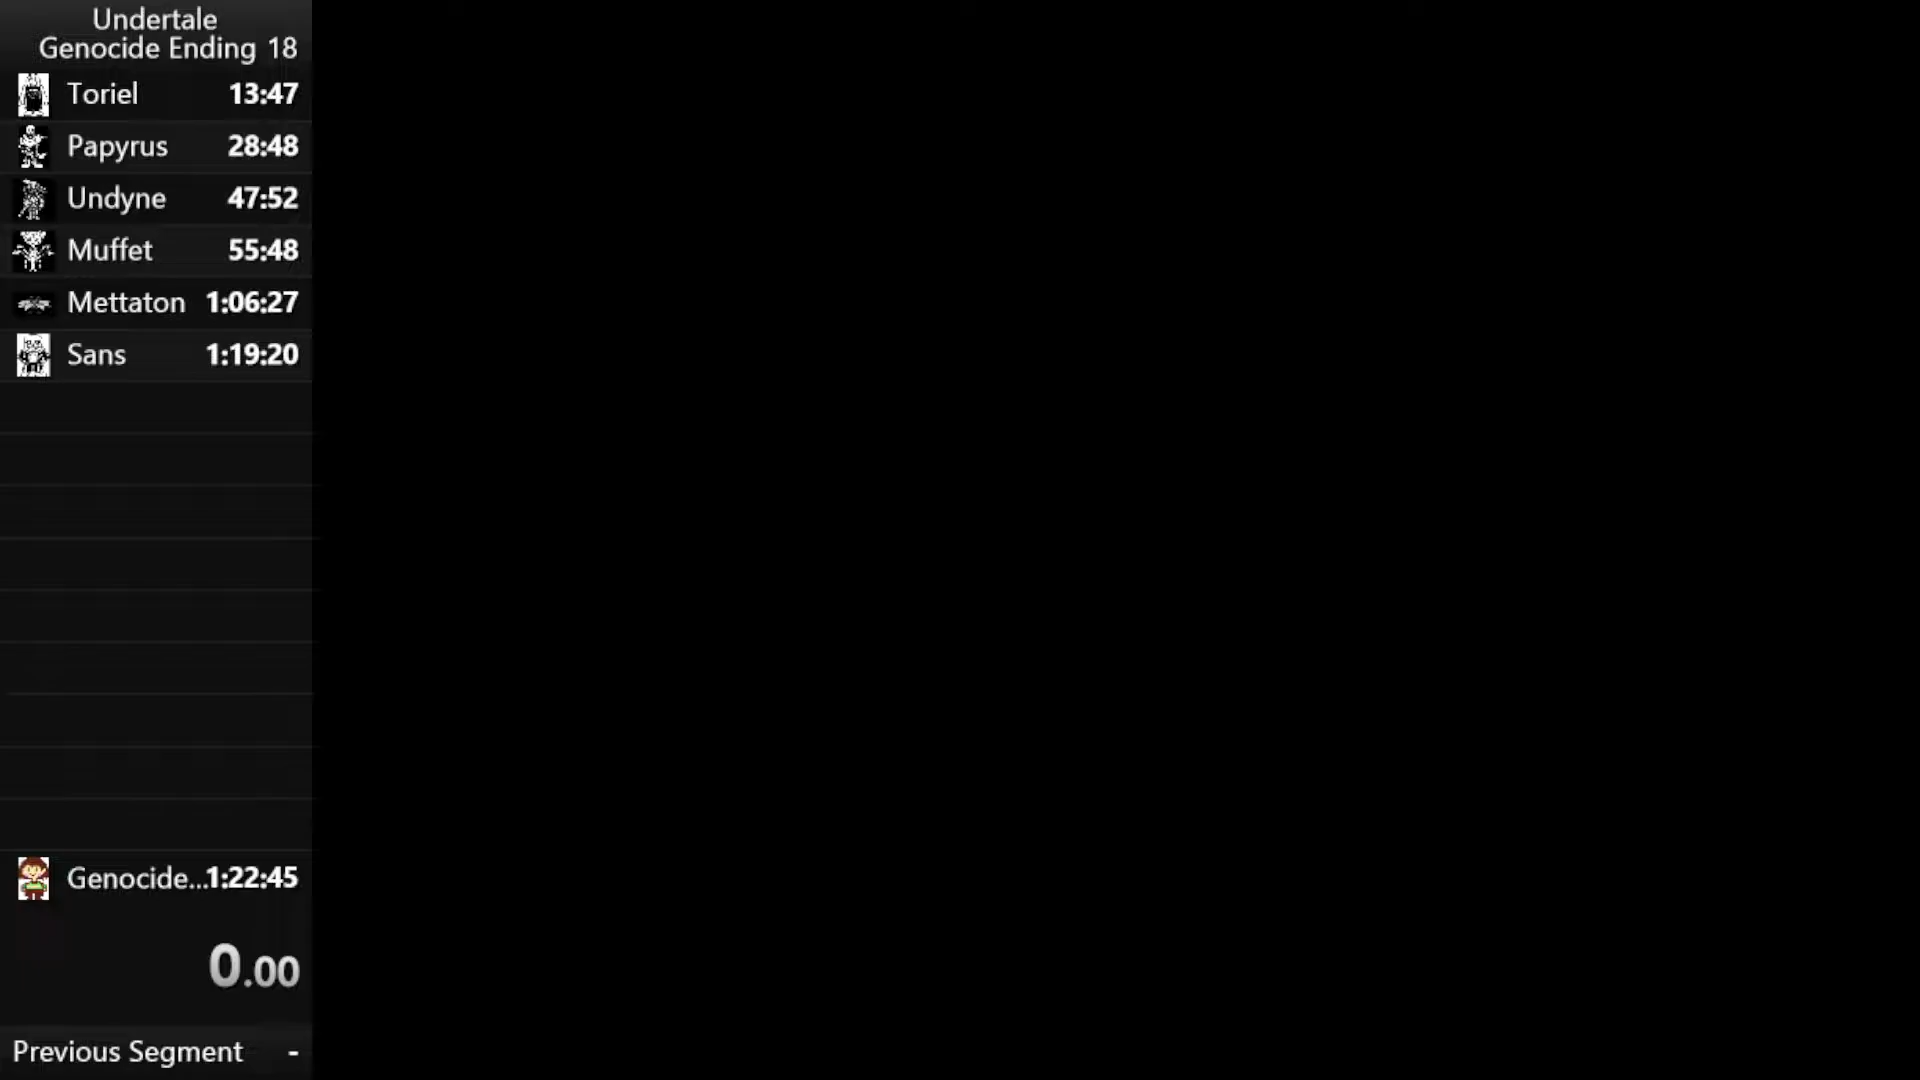 Undertale
Genocide Ending 18
Toriel 13:47
Papyrus 28:48
Undyne 47:52
Muffet 55:48
Mettaton 1:06:27
Sans 1:19:20
Genocide...1:22:45
0.00
Previous Segment -